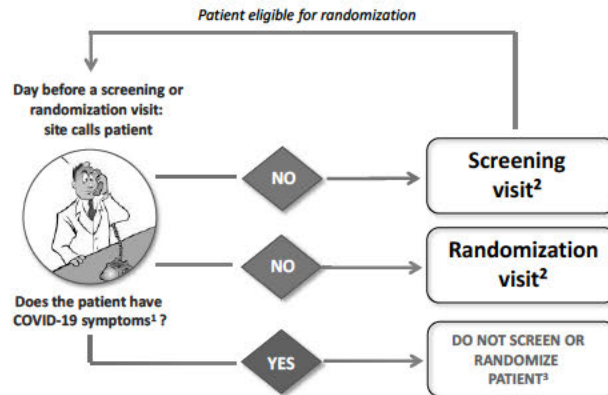 Patient eligible for randomization
Day before a screening or
randomization visit:
site calls patient
NO
Screening
visit²
NO
Randomization
visit²
Does the patient have
COVID-19 symptoms¹ ?
YES
DO NOT SCREEN OR
RANDOMIZE
PATIENT³